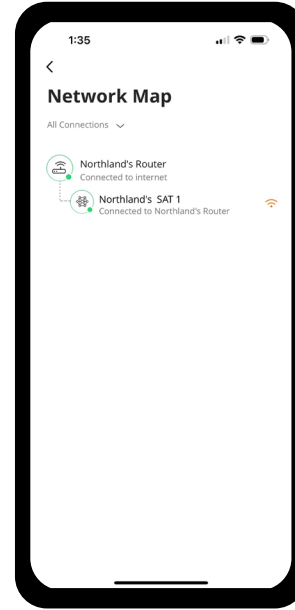 1:35
Network Map
All Connections
Northland's Router
Connected to internet
Northland's SAT 1
Connected to Northland's Router